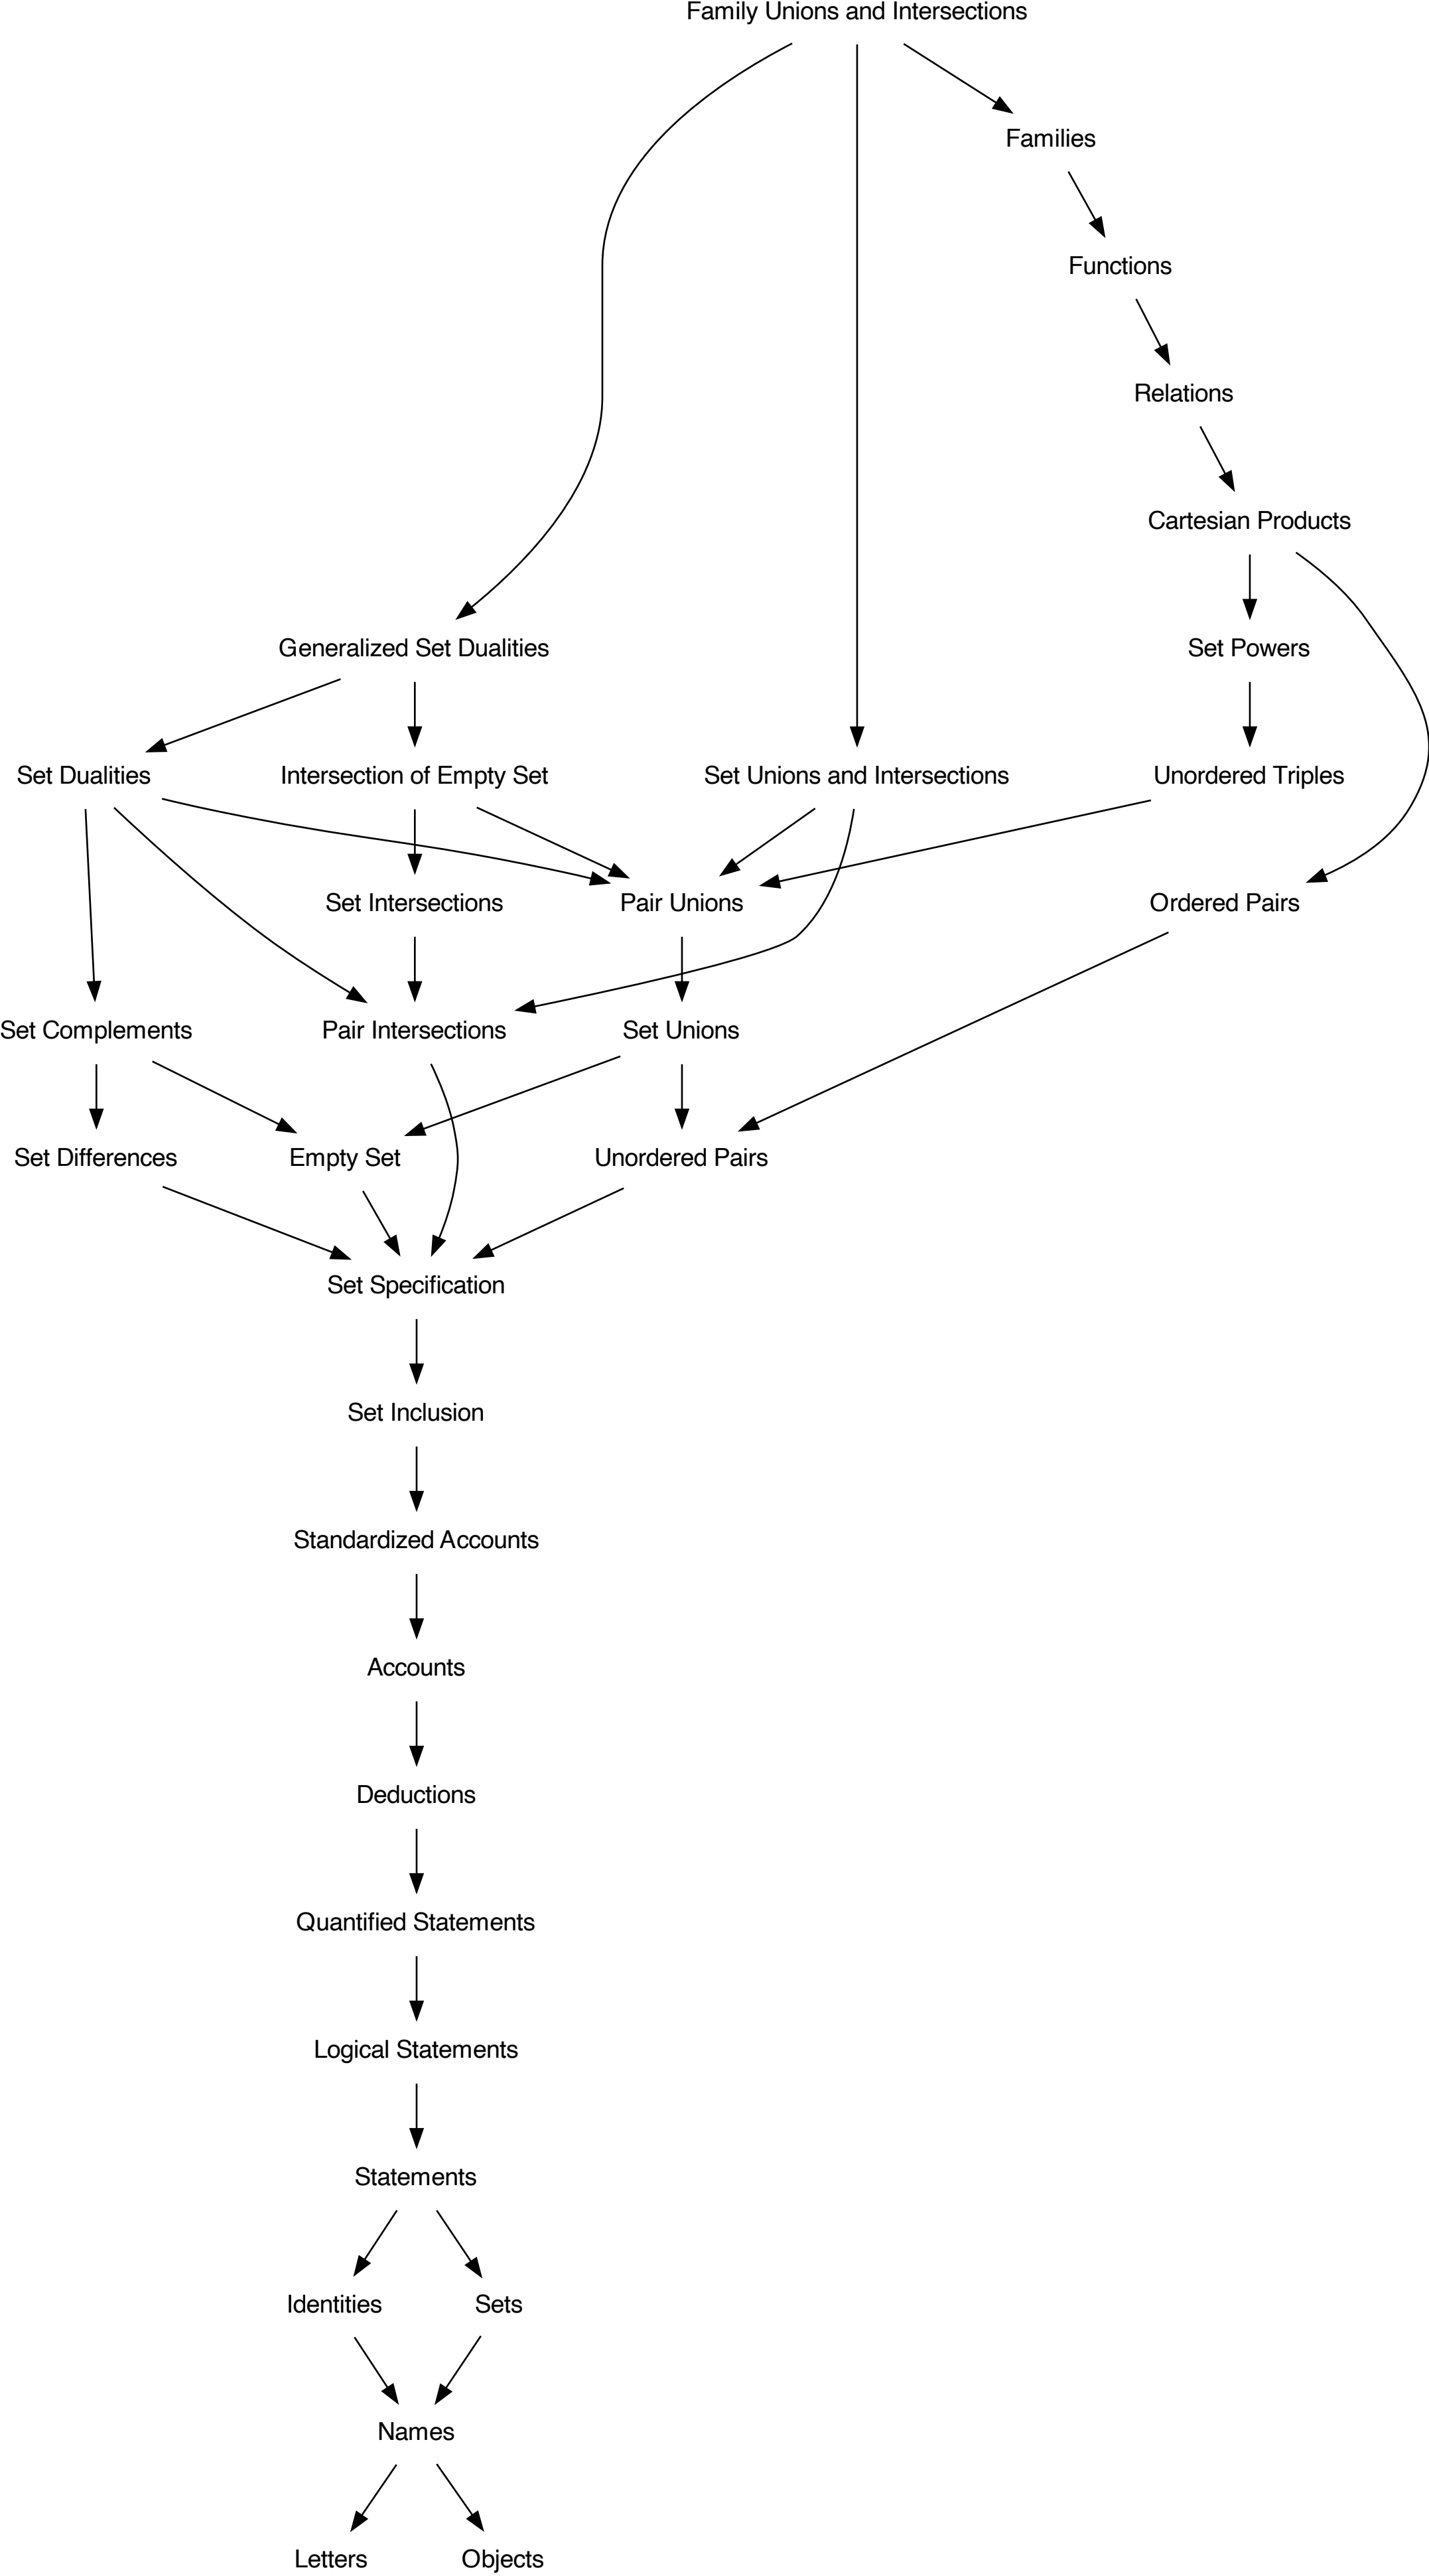 Family Unions and Intersections
Families
Functions
Relations
Cartesian Products
Generalized Set Dualities
Set Powers
Set Dualities
Intersection of Empty Set
Set Unions and Intersections
Unordered Triples
Set Intersections
Pair Unions
Ordered Pairs
Set Complements
Pair Intersections
Set Unions
Set Differences
Empty Set
Unordered Pairs
Set Specification
Set Inclusion
Standardized Accounts
Accounts
Deductions
Quantified Statements
Logical Statements
Statements
Identities
Sets
Names
Letters
Objects